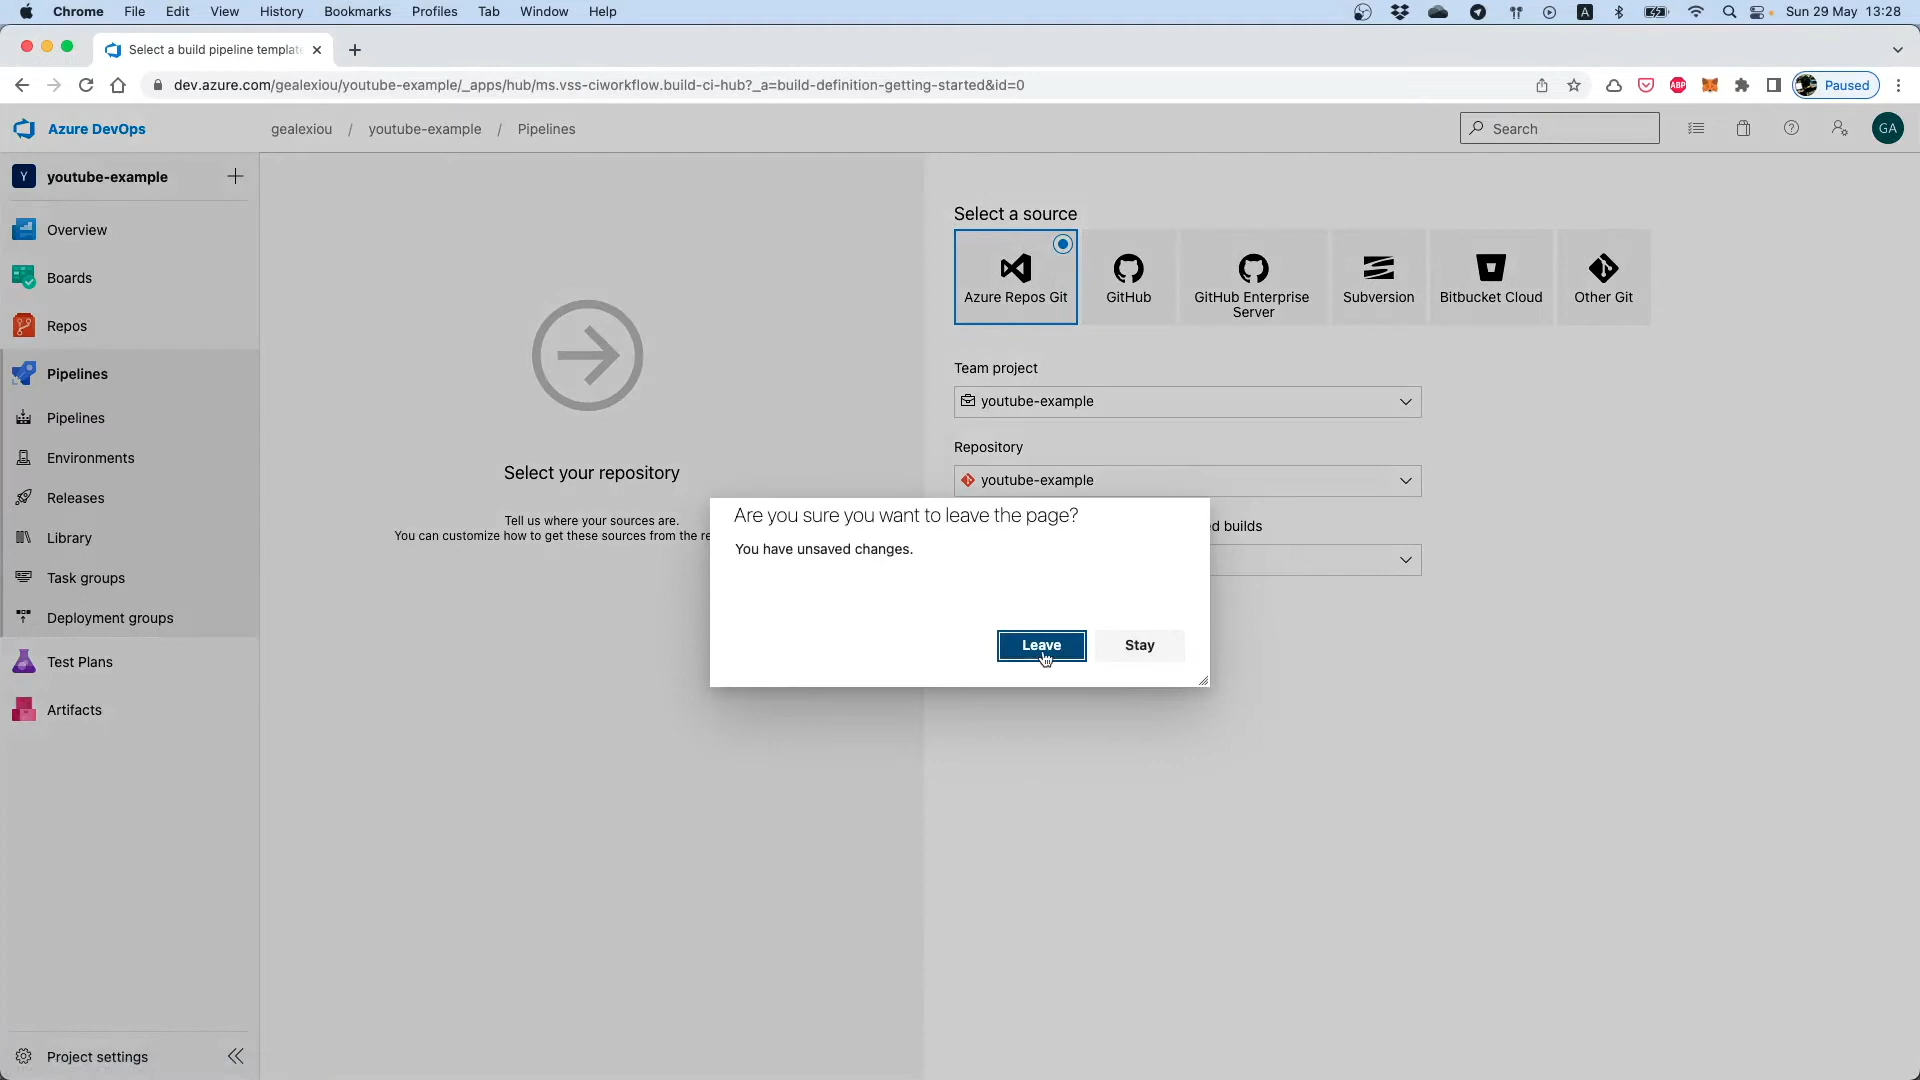 Chrome File Edit View History Bookmarks Profiles Tab Window Help A Sun 29 May 13:28
Select a build pipeline template
dev.azure.com/gealexiou/youtube-example/_apps/hub/ms.vss-ciworkflow.build-ci-hub?_a=build-definition-getting-started&id=0 ABP Paused
Azure DevOps gealexiou / youtube-example / Pipelines Search GA
Y youtube-example
Overview
Boards
Repos
Pipelines
Pipelines
Environments
Releases
Library
Task groups
Deployment groups
Test Plans
Artifacts
Project settings
Select your repository
Tell us where your sources are.
You can customize how to get these sources from the re
Select a source
Azure Repos Git
GitHub
GitHub Enterprise
Server
Subversion
Bitbucket Cloud
Other Git
Team project
youtube-example
Repository
youtube-example
d builds
Are you sure you want to leave the page?
You have unsaved changes.
Leave Stay